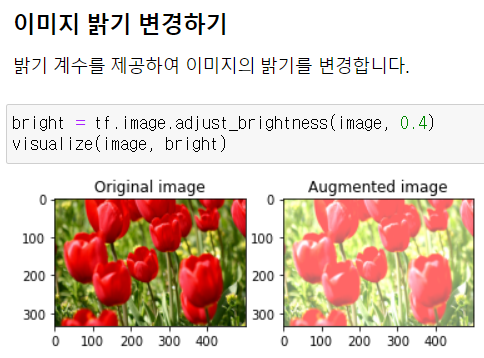 이미지 밝기 변경하기
밝기 계수를 제공하여 이미지의 밝기를 변경합니다.
bright = tf.image.adjust_brightness(image, 0.4)
visualize(image, bright)
Original image Augmented image
0 0
100 100
200 200
300 300
0 100 200 300 400 0 100 200 300 400